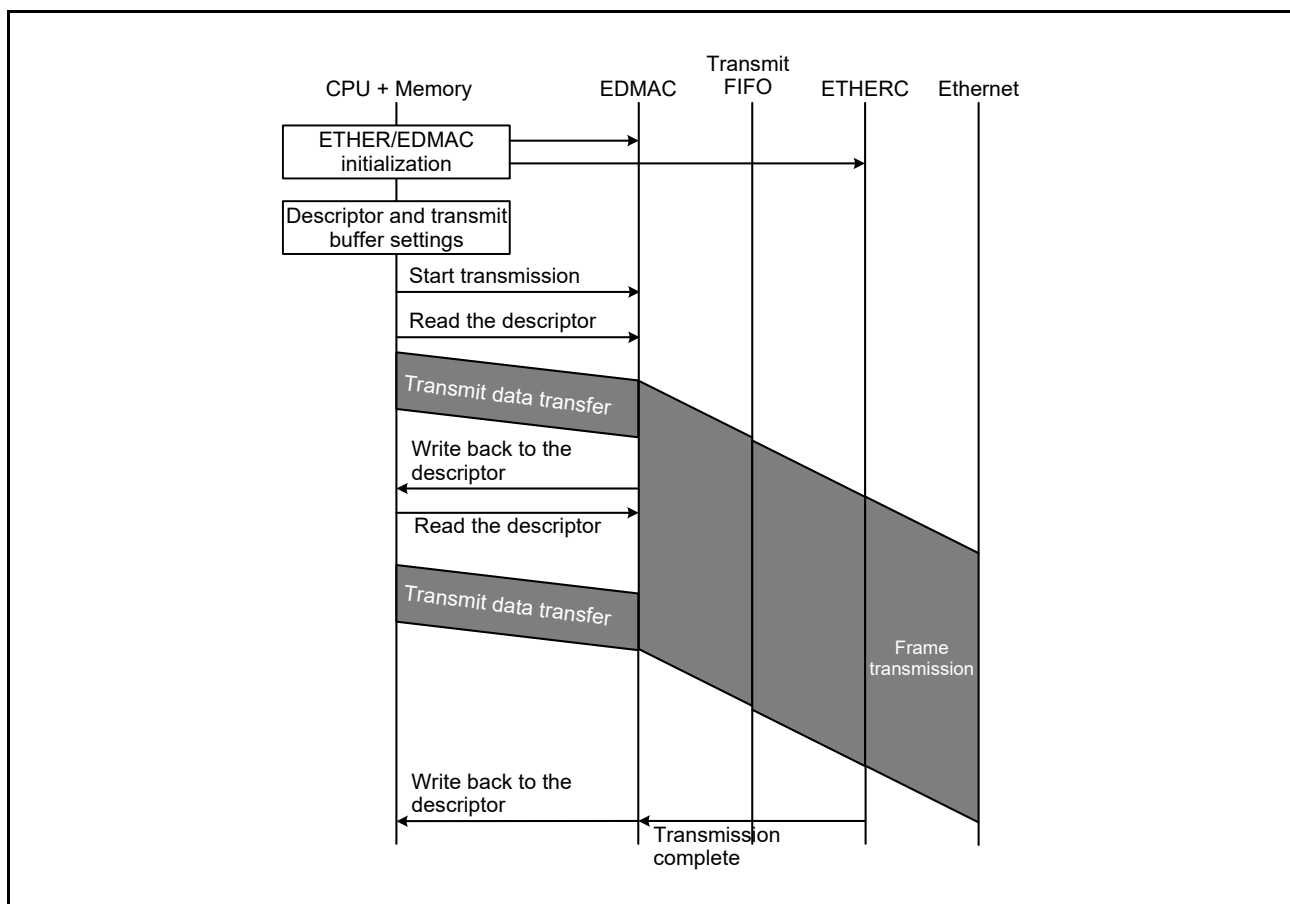 Transmit
FIFO
CPU + Memory
EDMAC
ETHERC
Ethernet
ETHER/EDMAC
initialization
Descriptor and transmit
buffer settings
Start transmission
Read the descriptor
Transmit data transfer
Write back to the
descriptor
Read the descriptor
Transmit data transfer
Frame
transmission
Write back to the
descriptor
Transmission
complete